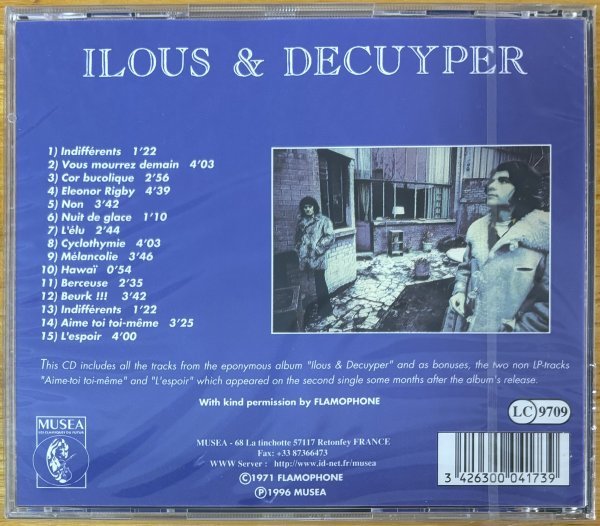 ILOUS & DECUYPER
1) Indifférents 1'22
2) Vous mourrez demain 4'03
3) Cor bucolique 2'56
4) Eleonor Rigby 4'39
5) Non 3'42
6) Nuit de glace 1'10
7) L'élu 2'44
8) Cyclothymie 4'03
9) Mélancolie 3'46
10) Hawaï 0'54
11) Berceuse 2'35
12) Beurk !!! 3'42
13) Indifférents 1'22
14) Aime toi toi-même 3'25
15) L'espoir 4'00
This CD includes all the tracks from the eponymous album "Ilous & Decuyper" and as bonuses, the two non LP-tracks
"Aime-toi toi-même" and "L'espoir" which appeared on the second single some months after the album's release.
With kind permission by FLAMOPHONE
LC 9709
MUSEA
LES CLASSIQUES DU FUTUR
MUSEA - 68 La tinchotte 57117 Retonfey FRANCE
Fax: +33 87366473
WWW Server : http://www.id-net.fr/musea
©1971 FLAMOPHONE
℗1996 MUSEA
3 426300 041739